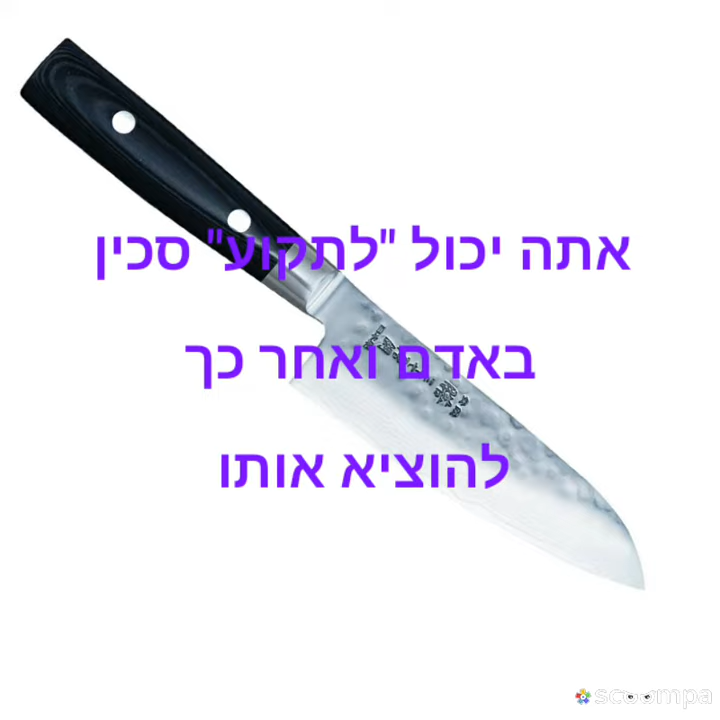 אתה יכול "לתקוע" סכין
באדם ואחר כך
להוציא אותו
scoompa